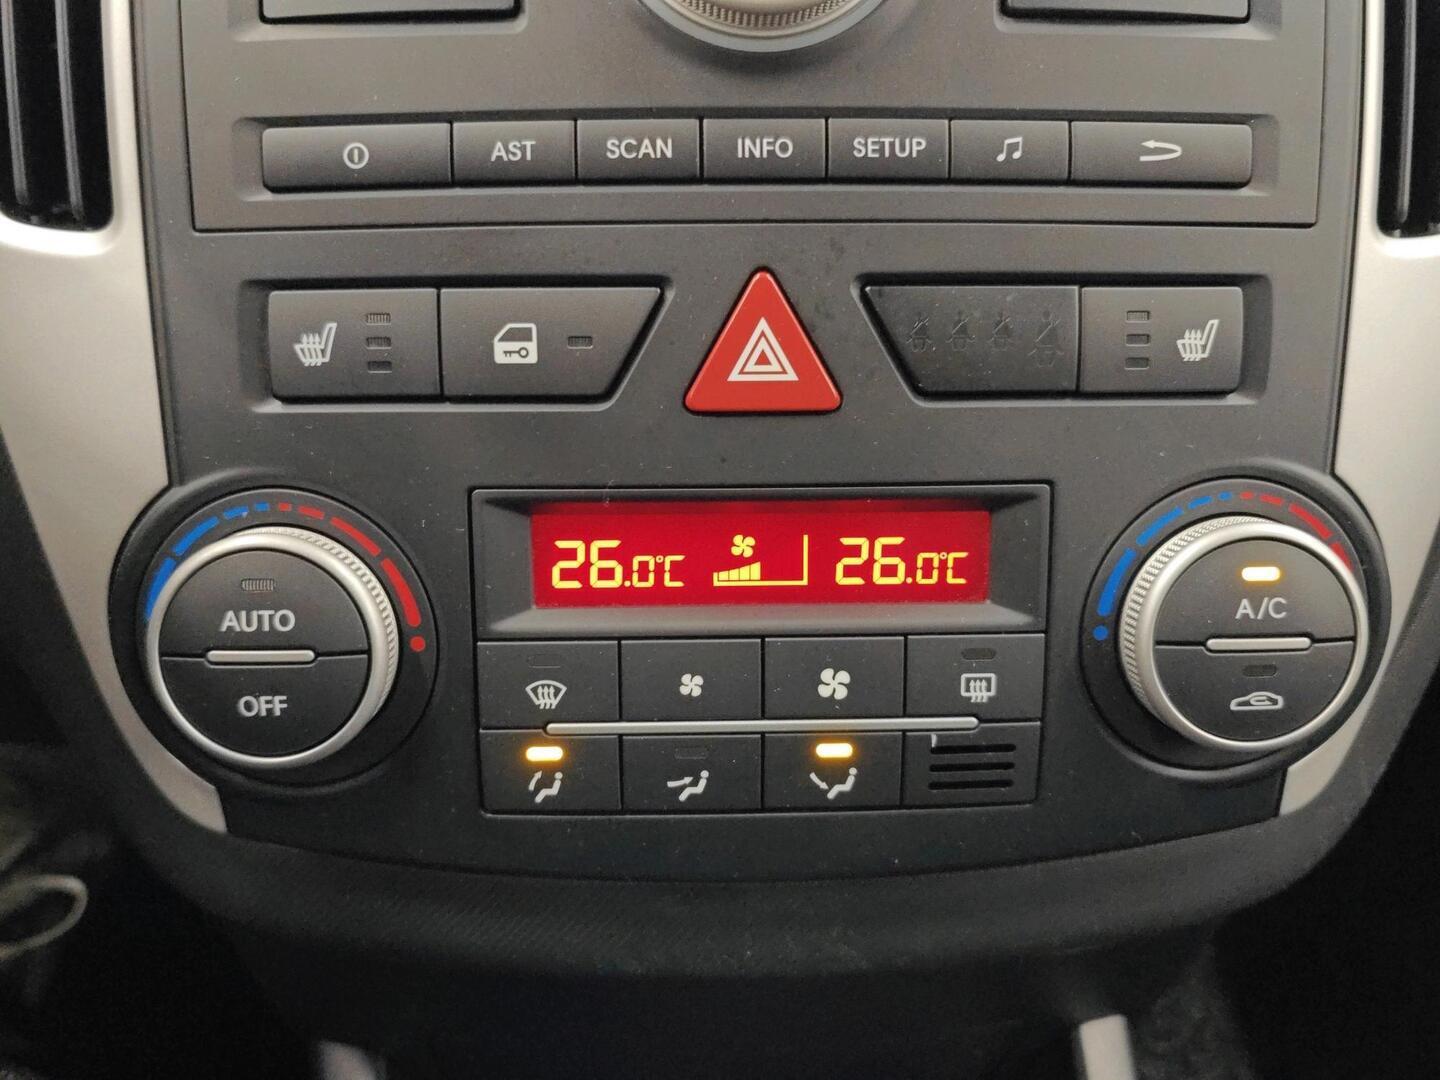 AST SCAN INFO SETUP
26.0°C 26.0°C
AUTO
OFF
A/C